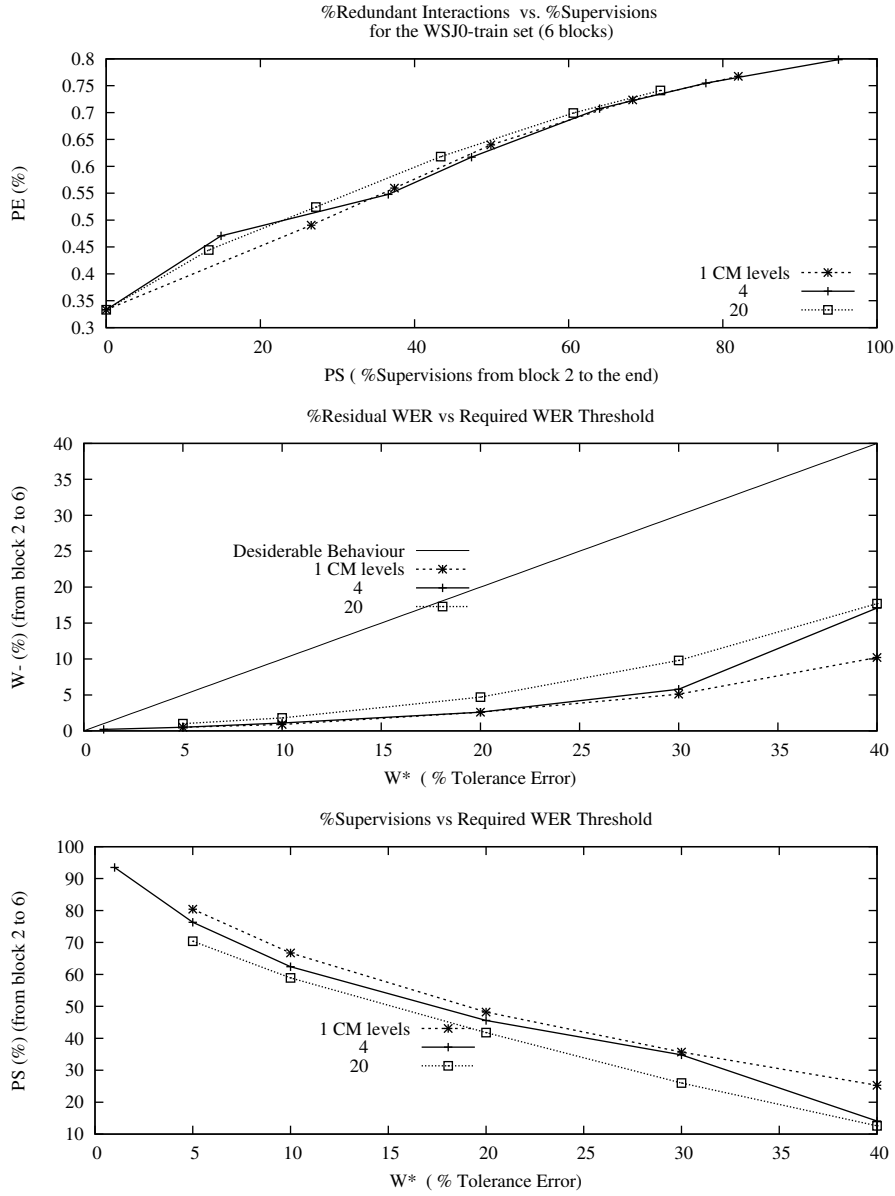 %Redundant Interactions vs. %Supervisions
for the WSJ0-train set (6 blocks)
0.8
0.75
0.7
0.65
0.6
0.55
0.5
0.45
0.4
0.35
0.3
PE (%)
1 CM levels
4
20
0 20 40 60 80 100
PS ( %Supervisions from block 2 to the end)
%Residual WER vs Required WER Threshold
40
35
30
25
20
15
10
5
0
W- (%) (from block 2 to 6)
Desiderable Behaviour
1 CM levels
4
20
0 5 10 15 20 25 30 35 40
W* ( % Tolerance Error)
%Supervisions vs Required WER Threshold
100
90
80
70
60
50
40
30
20
10
PS (%) (from block 2 to 6)
1 CM levels
4
20
0 5 10 15 20 25 30 35 40
W* ( % Tolerance Error)